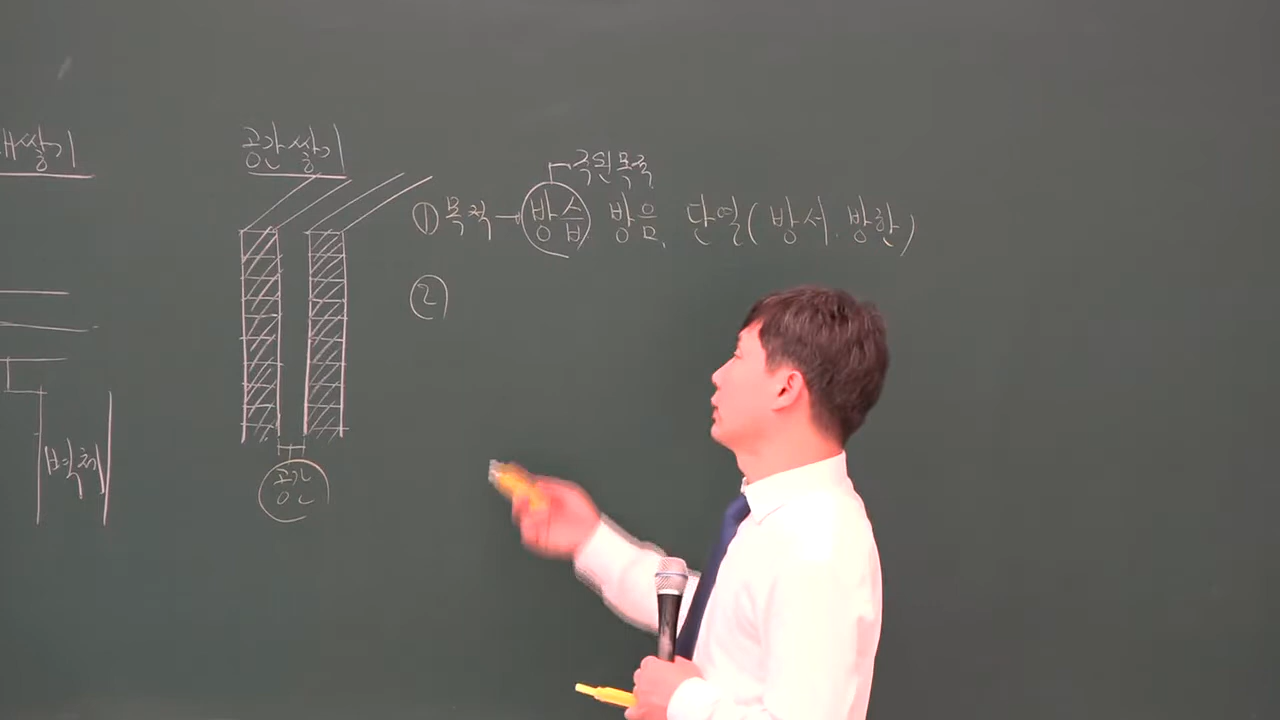 쌓기
공간쌓기
주된목적
① 목적→방습 방음, 단열(방서. 방한)
②
벽체
공간